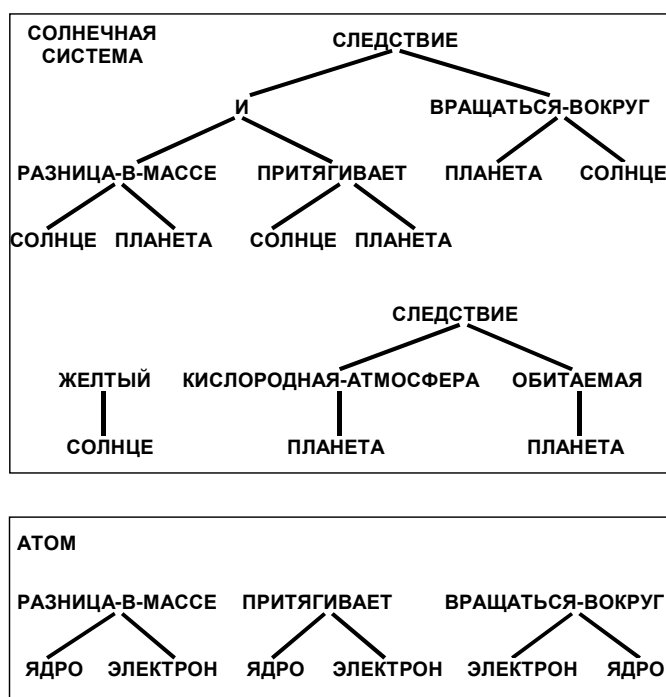 СОЛНЕЧНАЯ СИСТЕМА
СЛЕДСТВИЕ
И ВРАЩАТЬСЯ-ВОКРУГ
РАЗНИЦА-В-МАССЕ ПРИТЯГИВАЕТ ПЛАНЕТА СОЛНЦЕ
СОЛНЦЕ ПЛАНЕТА СОЛНЦЕ ПЛАНЕТА
СЛЕДСТВИЕ
ЖЕЛТЫЙ КИСЛОРОДНАЯ-АТМОСФЕРА ОБИТАЕМАЯ
СОЛНЦЕ ПЛАНЕТА ПЛАНЕТА
АТОМ
РАЗНИЦА-В-МАССЕ ПРИТЯГИВАЕТ ВРАЩАТЬСЯ-ВОКРУГ
ЯДРО ЭЛЕКТРОН ЯДРО ЭЛЕКТРОН ЭЛЕКТРОН ЯДРО